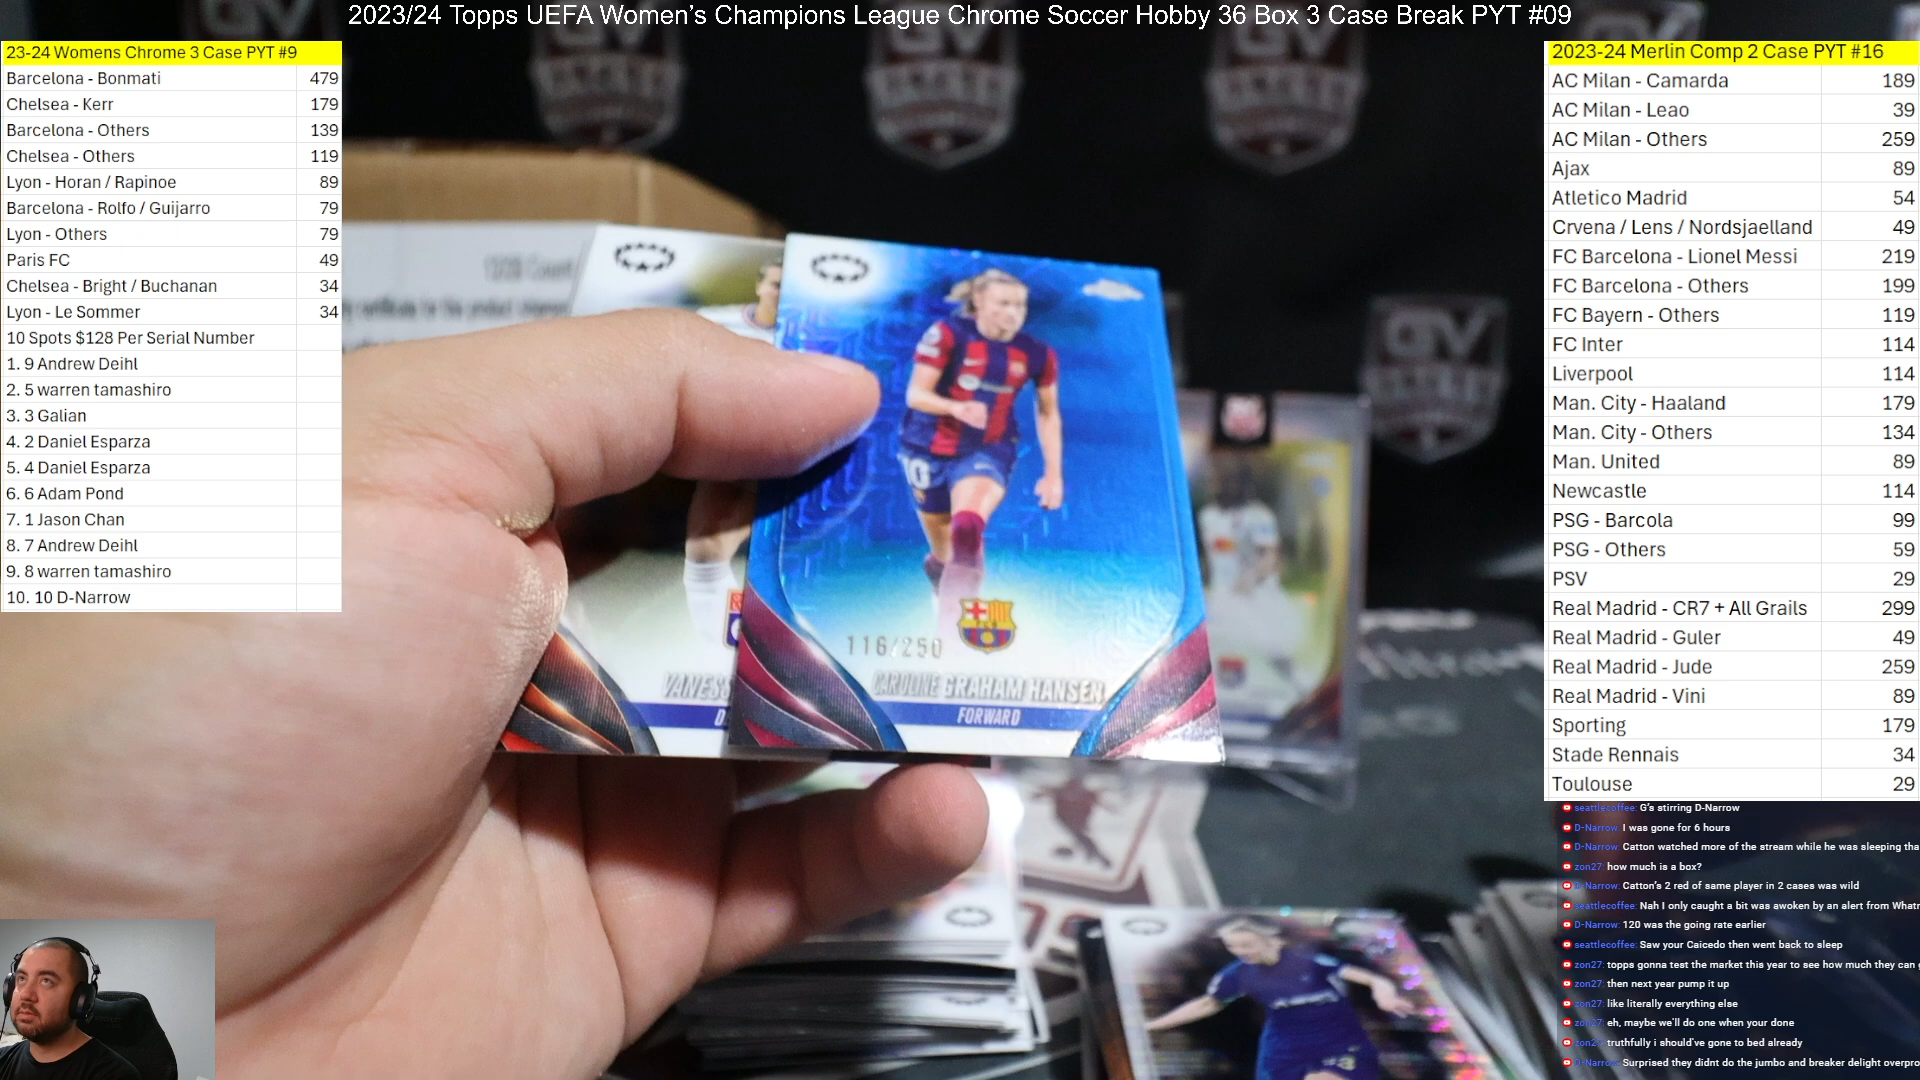 2023/24 Topps UEFA Women's Champions League Chrome Soccer Hobby 36 Box 3 Case Break PYT #09
23-24 Womens Chrome 3 Case PYT #9
Barcelona - Bonmati 479
Chelsea - Kerr 179
Barcelona - Others 139
Chelsea - Others 119
Lyon - Horan / Rapinoe 89
Barcelona - Rolfo / Guijarro 79
Lyon - Others 79
Paris FC 49
Chelsea - Bright / Buchanan 34
Lyon - Le Sommer 34
10 Spots $128 Per Serial Number
1. 9 Andrew Deihl
2. 5 warren tamashiro
3. 3 Galian
4. 2 Daniel Esparza
5. 4 Daniel Esparza
6. 6 Adam Pond
7. 1 Jason Chan
8. 7 Andrew Deihl
9. 8 warren tamashiro
10. 10 D-Narrow
116/250
CAROLINE GRAHAM HANSEN
FORWARD
10
VANESS
D
GV
2023-24 Merlin Comp 2 Case PYT #16
AC Milan - Camarda 189
AC Milan - Leao 39
AC Milan - Others 259
Ajax 89
Atletico Madrid 54
Crvena / Lens / Nordsjaelland 49
FC Barcelona - Lionel Messi 219
FC Barcelona - Others 199
FC Bayern - Others 119
FC Inter 114
Liverpool 114
Man. City - Haaland 179
Man. City - Others 134
Man. United 89
Newcastle 114
PSG - Barcola 99
PSG - Others 59
PSV 29
Real Madrid - CR7 + All Grails 299
Real Madrid - Guler 49
Real Madrid - Jude 259
Real Madrid - Vini 89
Sporting 179
Stade Rennais 34
Toulouse 29
seattlecoffee: G's stirring D-Narrow
D-Narrow: I was gone for 6 hours
D-Narrow: Catton watched more of the stream while he was sleeping tha
zon27: how much is a box?
D-Narrow: Catton's 2 red of same player in 2 cases was wild
seattlecoffee: Nah I only caught a bit was awoken by an alert from Whatn
D-Narrow: 120 was the going rate earlier
seattlecoffee: Saw your Caicedo then went back to sleep
zon27: topps gonna test the market this year to see how much they can g
zon27: then next year pump it up
zon27: like literally everything else
zon27: eh, maybe we'll do one when your done
zon27: truthfully i should've gone to bed already
D-Narrow: Surprised they didnt do the jumbo and breaker delight overpro